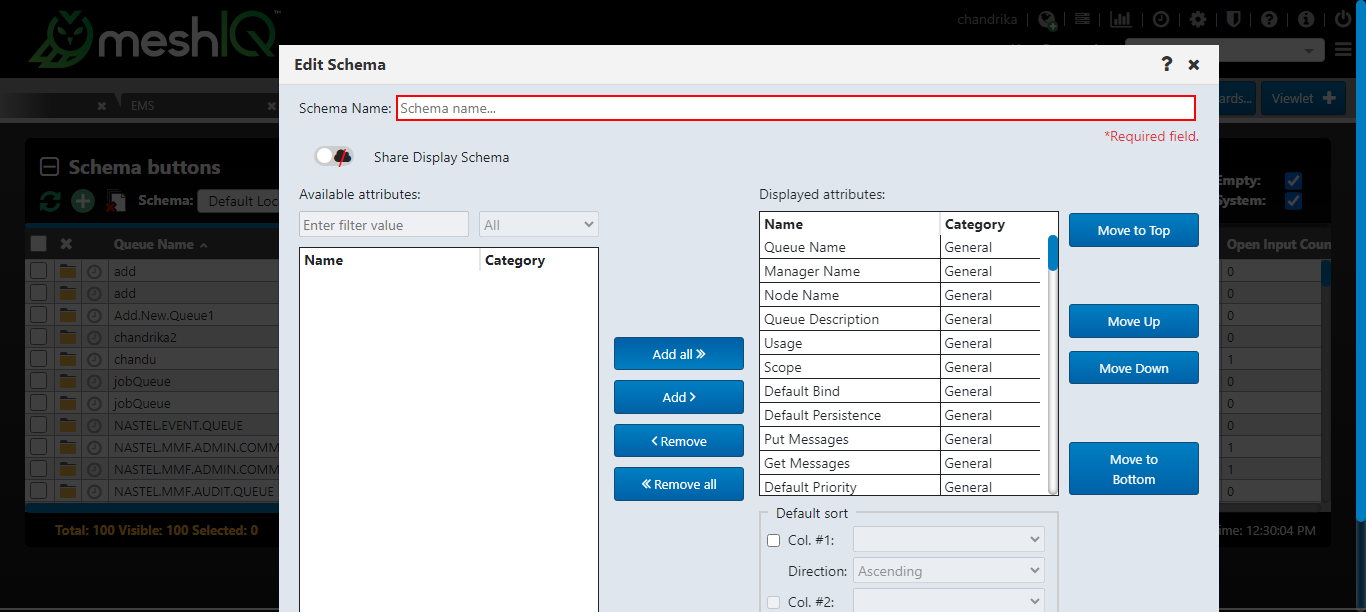 meshIQ™
chandrika
Edit Schema
?
EMS
ards...
Viewlet
Schema Name:
Schema name...
*Required field.
Share Display Schema
Schema buttons
Schema:
Default Loc
Empty:
System:
Available attributes:
Displayed attributes:
Enter filter value
All
Name
Category
Name
Category
Queue Name
General
Manager Name
General
Node Name
General
Queue Description
General
Usage
General
Scope
General
Default Bind
General
Default Persistence
General
Put Messages
General
Get Messages
General
Default Priority
General
Move to Top
Move Up
Move Down
Move to
Bottom
Add all
Add
Remove
Remove all
Queue Name
Open Input Coun
add
0
add
0
Add.New.Queue1
0
chandrika2
0
chandu
1
jobQueue
0
jobQueue
0
NASTEL.EVENT.QUEUE
0
NASTEL.MMF.ADMIN.COMM
1
NASTEL.MMF.ADMIN.COMM
1
NASTEL.MMF.AUDIT.QUEUE
0
Total: 100 Visible: 100 Selected: 0
ime: 12:30:04 PM
Default sort
Col. #1:
Direction:
Ascending
Col. #2: